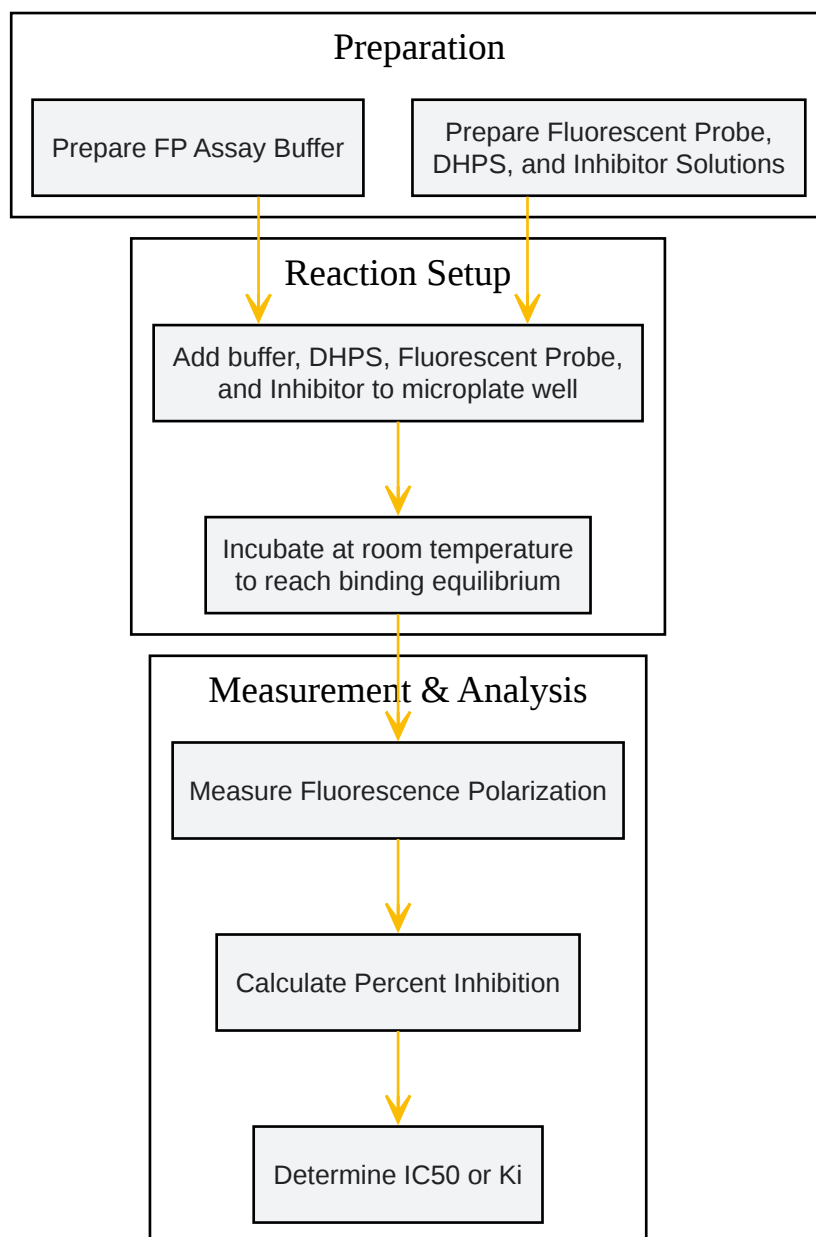 Preparation
Prepare FP Assay Buffer
Prepare Fluorescent Probe,
DHPS, and Inhibitor Solutions
Reaction Setup
Add buffer, DHPS, Fluorescent Probe,
and Inhibitor to microplate well
Incubate at room temperature
to reach binding equilibrium
Measurement & Analysis
Measure Fluorescence Polarization
Calculate Percent Inhibition
Determine IC50 or Ki